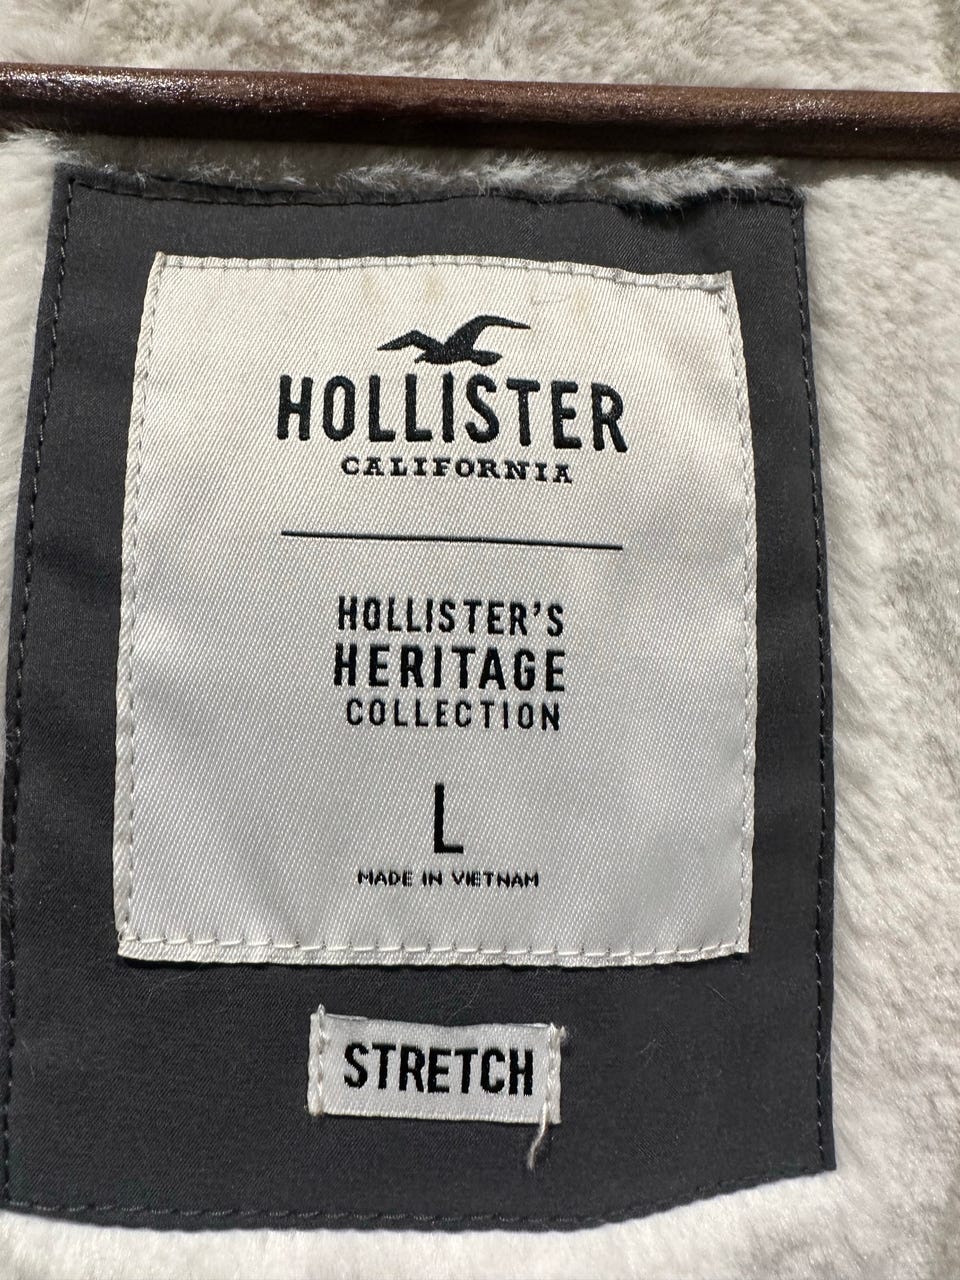 HOLLISTER
CALIFORNIA
HOLLISTER'S
HERITAGE
COLLECTION
L
MADE IN VIETNAM
STRETCH